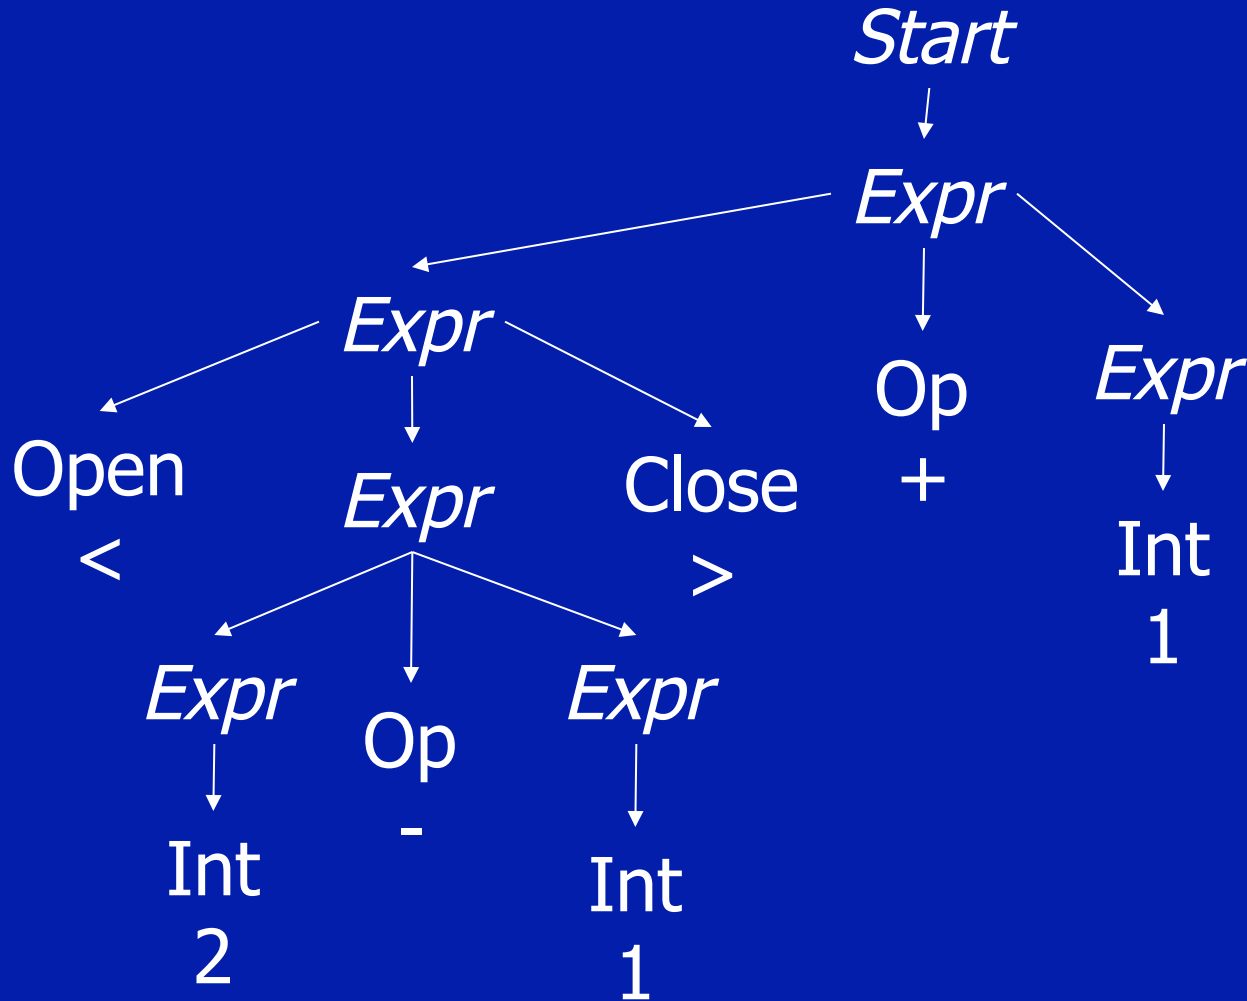 Start
Expr
Expr
Op
+
Expr
Open
<
Expr
Close
>
Int
1
Expr
Op
-
Expr
Int
2
Int
1